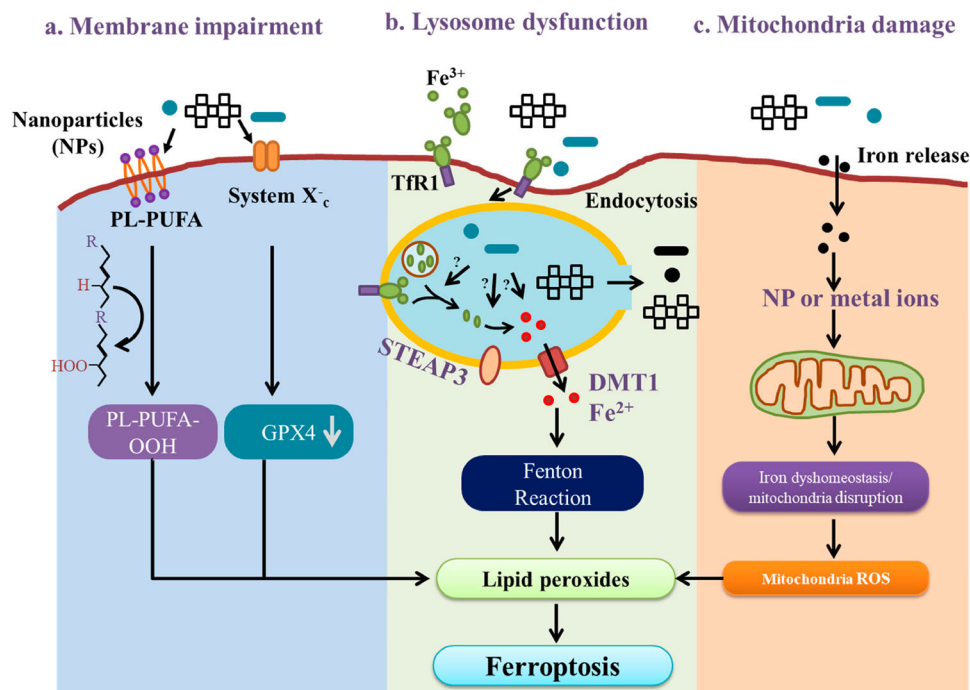 a. Membrane impairment
b. Lysosome dysfunction
c. Mitochondria damage
Nanoparticles
(NPs)
PL-PUFA
System X⁻c
R
H
R
HOO
PL-PUFA-
OOH
GPX4
Fe³⁺
TfR1
Endocytosis
?
?
?
STEAP3
DMT1
Fe²⁺
Fenton
Reaction
Lipid peroxides
Ferroptosis
Iron release
NP or metal ions
Iron dyshomeostasis/
mitochondria disruption
Mitochondria ROS